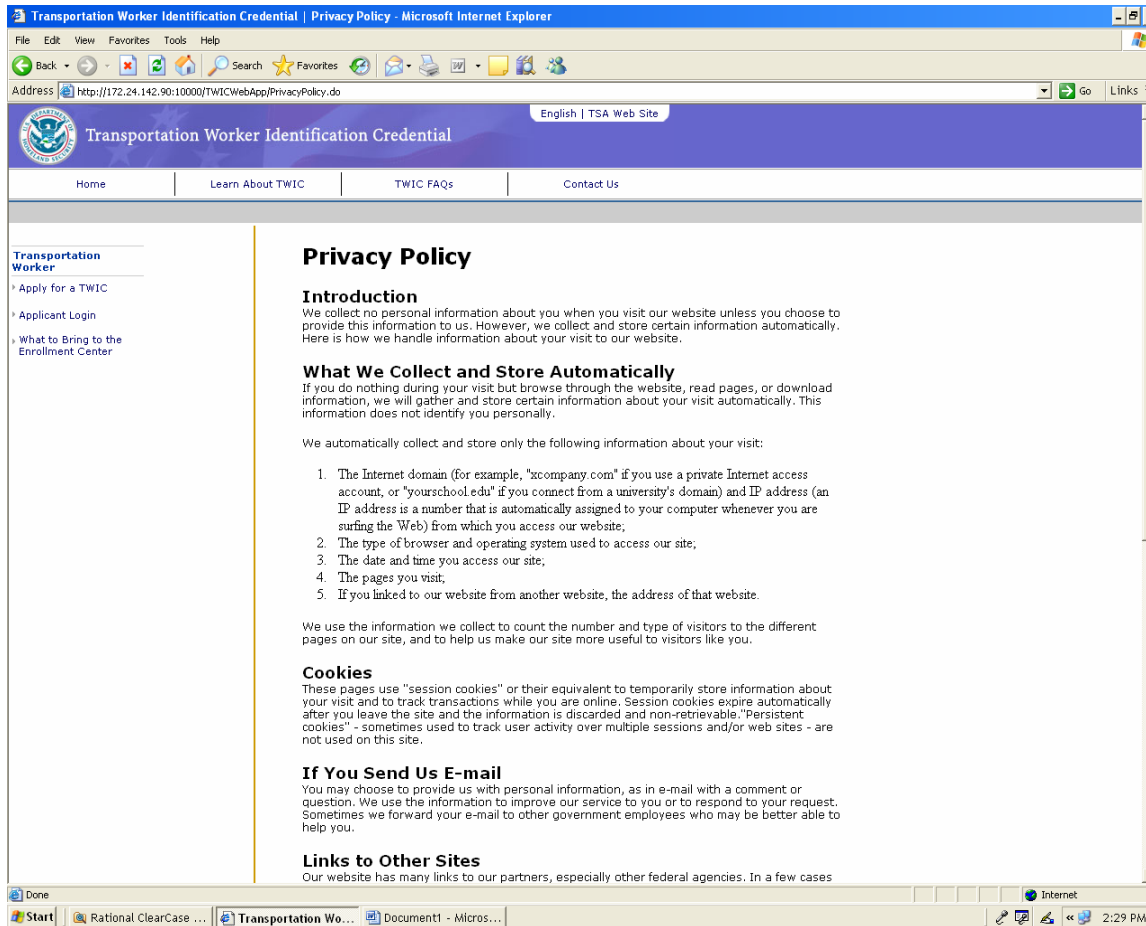 Transportation Worker Identification Credential | Privacy Policy - Microsoft Internet Explorer
File Edit View Favorites Tools Help
Back Search Favorites
Address http://172.24.142.90:10000/TWICWebApp/PrivacyPolicy.do Go Links
English | TSA Web Site
Transportation Worker Identification Credential
Home Learn About TWIC TWIC FAQs Contact Us
Transportation
Worker
Apply for a TWIC
Applicant Login
What to Bring to the
Enrollment Center
Privacy Policy
Introduction
We collect no personal information about you when you visit our website unless you choose to
provide this information to us. However, we collect and store certain information automatically.
Here is how we handle information about your visit to our website.
What We Collect and Store Automatically
If you do nothing during your visit but browse through the website, read pages, or download
information, we will gather and store certain information about your visit automatically. This
information does not identify you personally.
We automatically collect and store only the following information about your visit:
1. The Internet domain (for example, "xcompany.com" if you use a private Internet access
account, or "yourschool.edu" if you connect from a university's domain) and IP address (an
IP address is a number that is automatically assigned to your computer whenever you are
surfing the Web) from which you access our website;
2. The type of browser and operating system used to access our site;
3. The date and time you access our site;
4. The pages you visit;
5. If you linked to our website from another website, the address of that website.
We use the information we collect to count the number and type of visitors to the different
pages on our site, and to help us make our site more useful to visitors like you.
Cookies
These pages use "session cookies" or their equivalent to temporarily store information about
your visit and to track transactions while you are online. Session cookies expire automatically
after you leave the site and the information is discarded and non-retrievable."Persistent
cookies" - sometimes used to track user activity over multiple sessions and/or web sites - are
not used on this site.
If You Send Us E-mail
You may choose to provide us with personal information, as in e-mail with a comment or
question. We use the information to improve our service to you or to respond to your request.
Sometimes we forward your e-mail to other government employees who may be better able to
help you.
Links to Other Sites
Our website has many links to our partners, especially other federal agencies. In a few cases
Done Internet
Start Rational ClearCase ... Transportation Wo... Document1 - Micros... 2:29 PM